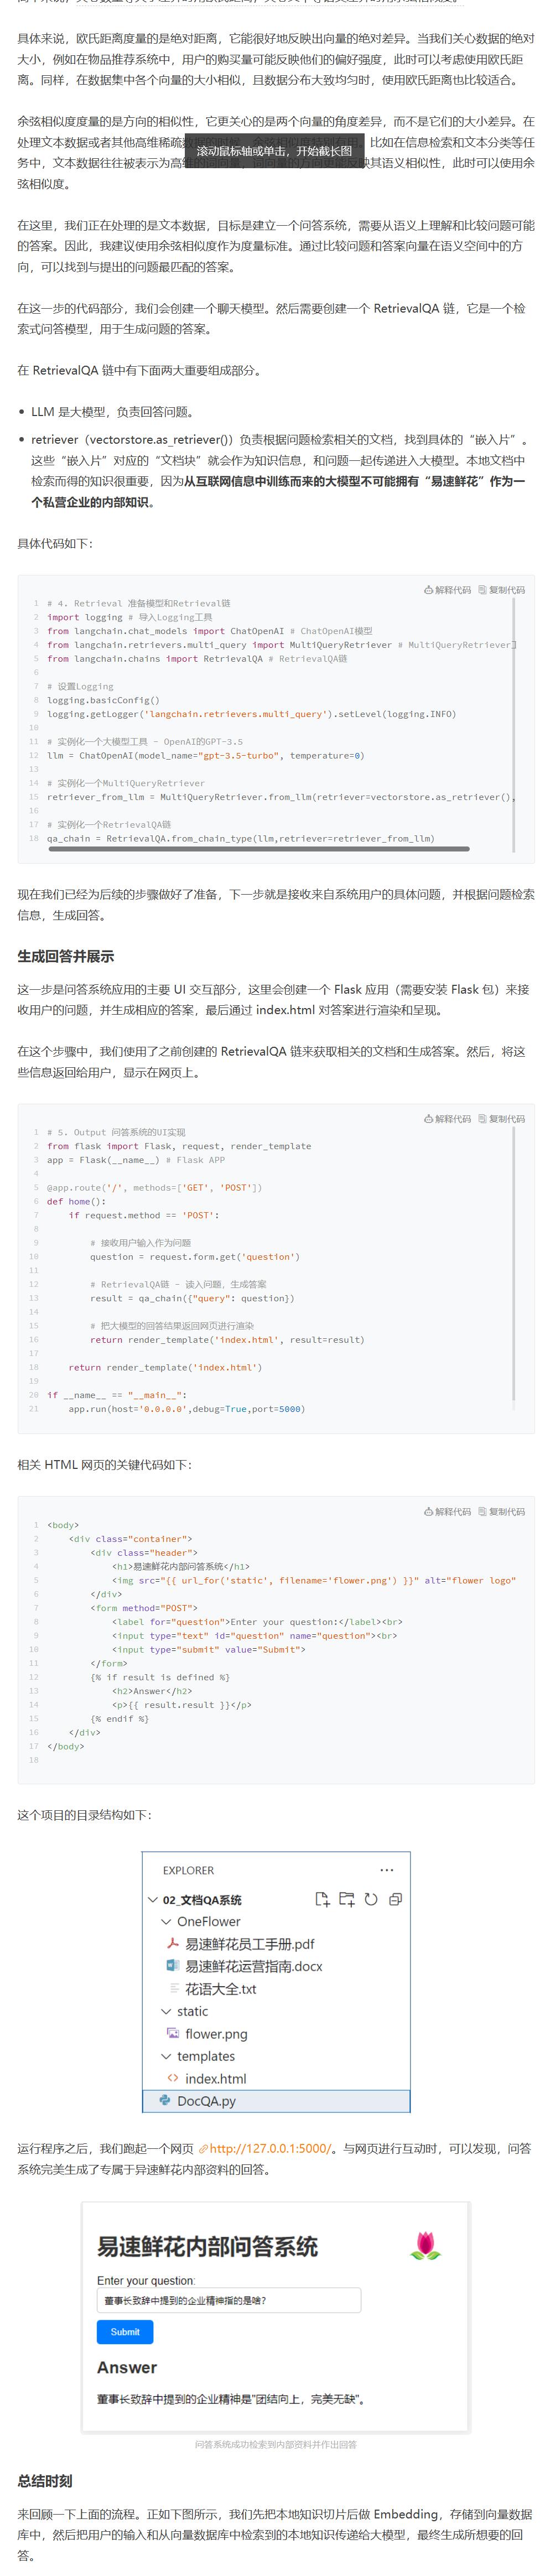 具体来说，欧氏距离度量的是绝对距离，它能很好地反映出向量的绝对差异。当我们关心数据的绝对
大小，例如在物品推荐系统中，用户的购买量可能反映他们的偏好强度，此时可以考虑使用欧氏距
离。同样，在数据集中各个向量的大小相似，且数据分布大致均匀时，使用欧氏距离也比较适合。
余弦相似度度量的是方向的相似性，它更关心的是两个向量的角度差异，而不是它们的大小差异。在
处理文本数据或者其他高维稀疏 比如在信息检索和文本分类等任
滚动鼠标轴或单击，开始截长图
务中，文本数据往往被表示为高维 反映其语义相似性，此时可以使用余
弦相似度。
在这里，我们正在处理的是文本数据，目标是建立一个问答系统，需要从语义上理解和比较问题可能
的答案。因此，我建议使用余弦相似度作为度量标准。通过比较问题和答案向量在语义空间中的方
向，可以找到与提出的问题最匹配的答案。
在这一步的代码部分，我们会创建一个聊天模型。然后需要创建一个 RetrievalQA 链，它是一个检
索式问答模型，用于生成问题的答案。
在 RetrievalQA 链中有下面两大重要组成部分。
• LLM 是大模型，负责回答问题。
• retriever（vectorstore.as_retriever()）负责根据问题检索相关的文档，找到具体的“嵌入片”。
这些“嵌入片”对应的“文档块”就会作为知识信息，和问题一起传递进入大模型。本地文档中
检索而得的知识很重要，因为从互联网信息中训练而来的大模型不可能拥有“易速鲜花”作为一
个私营企业的内部知识。
具体代码如下：
解释代码 复制代码
1 # 4. Retrieval 准备模型和Retrieval链
2 import logging # 导入Logging工具
3 from langchain.chat_models import ChatOpenAI # ChatOpenAI模型
4 from langchain.retrievers.multi_query import MultiQueryRetriever # MultiQueryRetriever工
5 from langchain.chains import RetrievalQA # RetrievalQA链
6
7 # 设置Logging
8 logging.basicConfig()
9 logging.getLogger('langchain.retrievers.multi_query').setLevel(logging.INFO)
10
11 # 实例化一个大模型工具 - OpenAI的GPT-3.5
12 llm = ChatOpenAI(model_name="gpt-3.5-turbo", temperature=0)
13
14 # 实例化一个MultiQueryRetriever
15 retriever_from_llm = MultiQueryRetriever.from_llm(retriever=vectorstore.as_retriever(),
16
17 # 实例化一个RetrievalQA链
18 qa_chain = RetrievalQA.from_chain_type(llm,retriever=retriever_from_llm)
现在我们已经为后续的步骤做好了准备，下一步就是接收来自系统用户的具体问题，并根据问题检索
信息，生成回答。
生成回答并展示
这一步是问答系统应用的主要 UI 交互部分，这里会创建一个 Flask 应用（需要安装 Flask 包）来接
收用户的问题，并生成相应的答案，最后通过 index.html 对答案进行渲染和呈现。
在这个步骤中，我们使用了之前创建的 RetrievalQA 链来获取相关的文档和生成答案。然后，将这
些信息返回给用户，显示在网页上。
解释代码 复制代码
1 # 5. Output 问答系统的UI实现
2 from flask import Flask, request, render_template
3 app = Flask(__name__) # Flask APP
4
5 @app.route('/', methods=['GET', 'POST'])
6 def home():
7 if request.method == 'POST':
8
9 # 接收用户输入作为问题
10 question = request.form.get('question')
11
12 # RetrievalQA链 - 读入问题，生成答案
13 result = qa_chain({"query": question})
14
15 # 把大模型的回答结果返回网页进行渲染
16 return render_template('index.html', result=result)
17
18 return render_template('index.html')
19
20 if __name__ == "__main__":
21 app.run(host='0.0.0.0',debug=True,port=5000)
相关 HTML 网页的关键代码如下：
解释代码 复制代码
1 <body>
2 <div class="container">
3 <div class="header">
4 <h1>易速鲜花内部问答系统</h1>
5 <img src="{{ url_for('static', filename='flower.png') }}" alt="flower logo"
6 </div>
7 <form method="POST">
8 <label for="question">Enter your question:</label><br>
9 <input type="text" id="question" name="question"><br>
10 <input type="submit" value="Submit">
11 </form>
12 {% if result is defined %}
13 <h2>Answer</h2>
14 <p>{{ result.result }}</p>
15 {% endif %}
16 </div>
17 </body>
18
这个项目的目录结构如下：
EXPLORER
02_文档QA系统
OneFlower
易速鲜花员工手册.pdf
易速鲜花运营指南.docx
花语大全.txt
static
flower.png
templates
index.html
DocQA.py
运行程序之后，我们跑起一个网页 http://127.0.0.1:5000/。与网页进行互动时，可以发现，问答
系统完美生成了专属于异速鲜花内部资料的回答。
易速鲜花内部问答系统
Enter your question:
董事长致辞中提到的企业精神指的是啥?
Submit
Answer
董事长致辞中提到的企业精神是"团结向上，完美无缺"。
问答系统成功检索到内部资料并作出回答
总结时刻
来回顾一下上面的流程。正如下图所示，我们先把本地知识切片后做 Embedding，存储到向量数据
库中，然后把用户的输入和从向量数据库中检索到的本地知识传递给大模型，最终生成所想要的回
答。